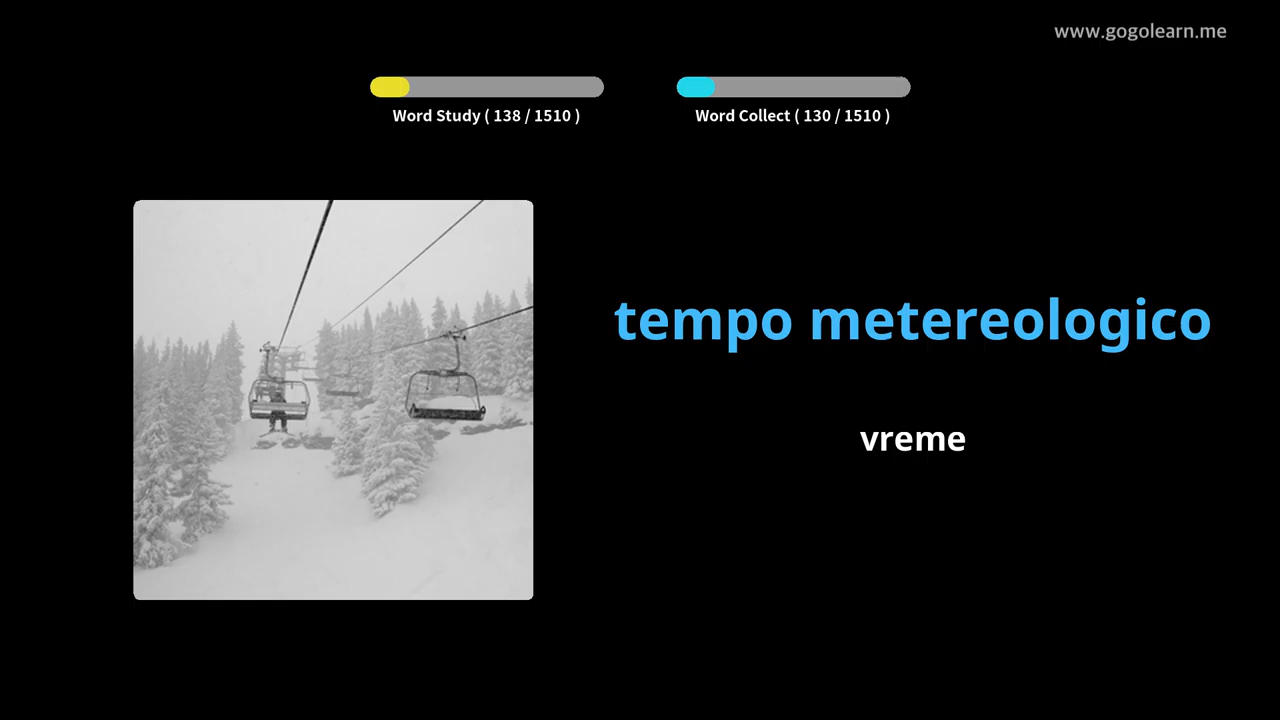 www.gogolearn.me
Word Study ( 138 / 1510 )
Word Collect ( 130 / 1510 )
tempo metereologico
vreme